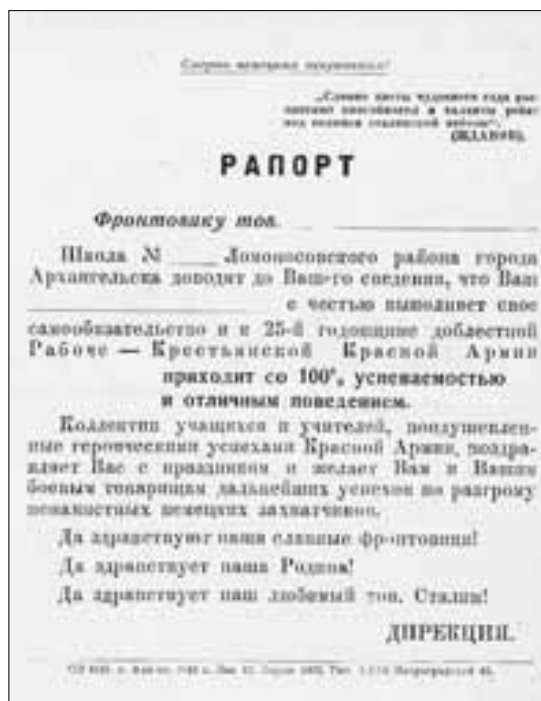 Смерть немецким оккупантам!
способности и таланты
(ЖДАНОВ).
РАПОРТ
Фронтовику тов.
Школа № Ломоносовского района города
Архангельска доводит до Вашего сведения, что Ваш
с честью выполняет свое
самообязательство и к 25-й годовщине доблестной
Рабоче — Крестьянской Красной Армии
приходит со 100% успеваемостью
и отличным поведением.
Коллектив учащихся и учителей, воодушевлен-
ные героическими успехами Красной Армии, поздра-
вляет Вас с праздником и желает Вам и Вашим
боевым товарищам дальнейших успехов по разгрому
ненавистных немецких захватчиков.
Да здравствуют наши славные фронтовики!
Да здравствует наша Родина!
Да здравствует наш любимый тов. Сталин!
ДИРЕКЦИЯ.